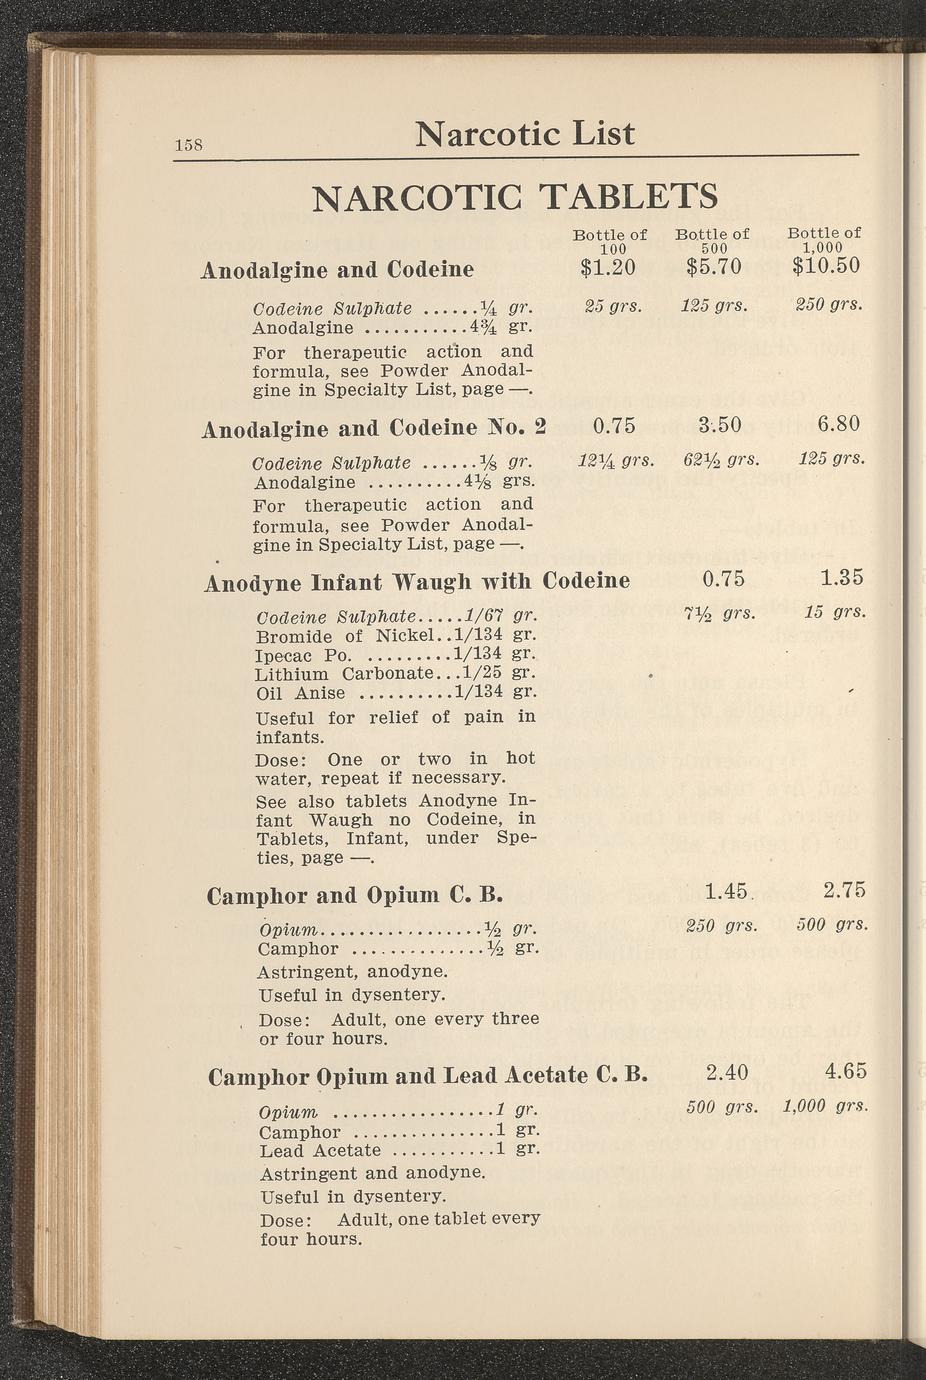 158
Narcotic List
NARCOTIC TABLETS
Bottle of Bottle of Bottle of
100 500 1,000
Anodalgine and Codeine $1.20 $5.70 $10.50
Codeine Sulphate ......¼ gr. 25 grs. 125 grs. 250 grs.
Anodalgine ...........4¾ gr.
For therapeutic action and
formula, see Powder Anodal-
gine in Specialty List, page —.
Anodalgine and Codeine No. 2 0.75 3.50 6.80
Codeine Sulphate ......⅛ gr. 12¼ grs. 62½ grs. 125 grs.
Anodalgine ..........4⅛ grs.
For therapeutic action and
formula, see Powder Anodal-
gine in Specialty List, page —.
Anodyne Infant Waugh with Codeine 0.75 1.35
Codeine Sulphate.....1/67 gr. 7½ grs. 15 grs.
Bromide of Nickel..1/134 gr.
Ipecac Po. .........1/134 gr.
Lithium Carbonate...1/25 gr.
Oil Anise ..........1/134 gr.
Useful for relief of pain in
infants.
Dose: One or two in hot
water, repeat if necessary.
See also tablets Anodyne In-
fant Waugh no Codeine, in
Tablets, Infant, under Spe-
ties, page —.
Camphor and Opium C. B. 1.45 2.75
Opium.................½ gr. 250 grs. 500 grs.
Camphor ..............½ gr.
Astringent, anodyne.
Useful in dysentery.
Dose: Adult, one every three
or four hours.
Camphor Opium and Lead Acetate C. B. 2.40 4.65
Opium .................1 gr. 500 grs. 1,000 grs.
Camphor ...............1 gr.
Lead Acetate ...........1 gr.
Astringent and anodyne.
Useful in dysentery.
Dose: Adult, one tablet every
four hours.